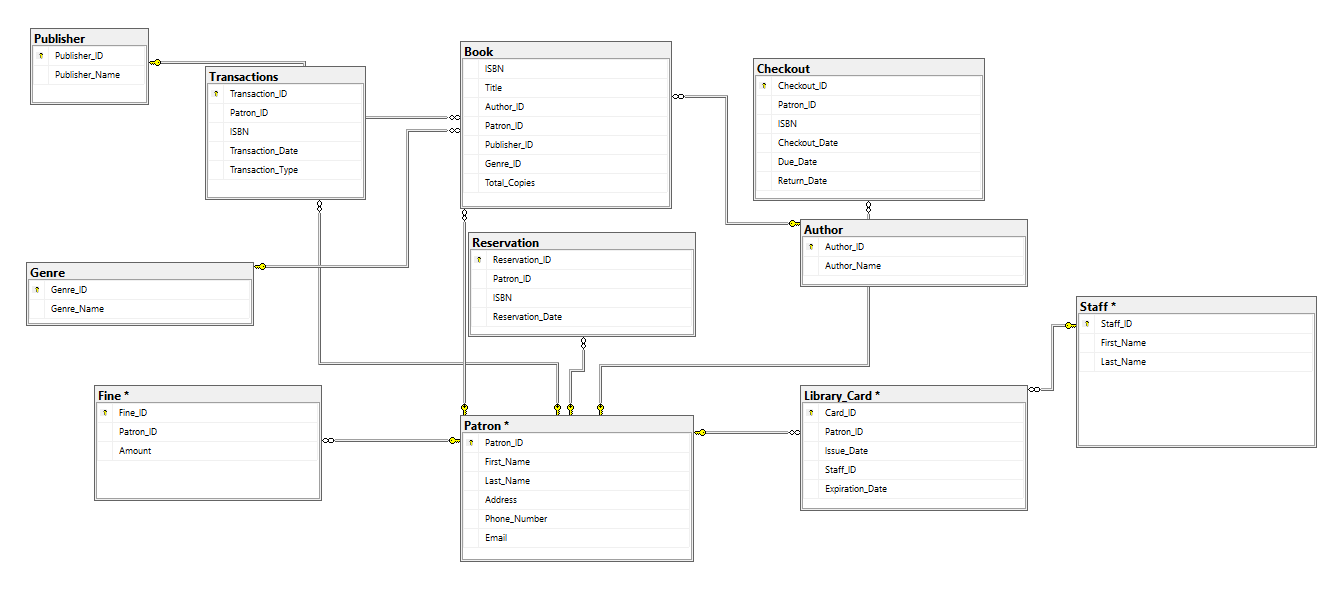 Publisher
Publisher_ID
Publisher_Name
Transactions
Transaction_ID
Patron_ID
ISBN
Transaction_Date
Transaction_Type
Book
ISBN
Title
Author_ID
Patron_ID
Publisher_ID
Genre_ID
Total_Copies
Checkout
Checkout_ID
Patron_ID
ISBN
Checkout_Date
Due_Date
Return_Date
Author
Author_ID
Author_Name
Reservation
Reservation_ID
Patron_ID
ISBN
Reservation_Date
Genre
Genre_ID
Genre_Name
Staff *
Staff_ID
First_Name
Last_Name
Fine *
Fine_ID
Patron_ID
Amount
Patron *
Patron_ID
First_Name
Last_Name
Address
Phone_Number
Email
Library_Card *
Card_ID
Patron_ID
Issue_Date
Staff_ID
Expiration_Date